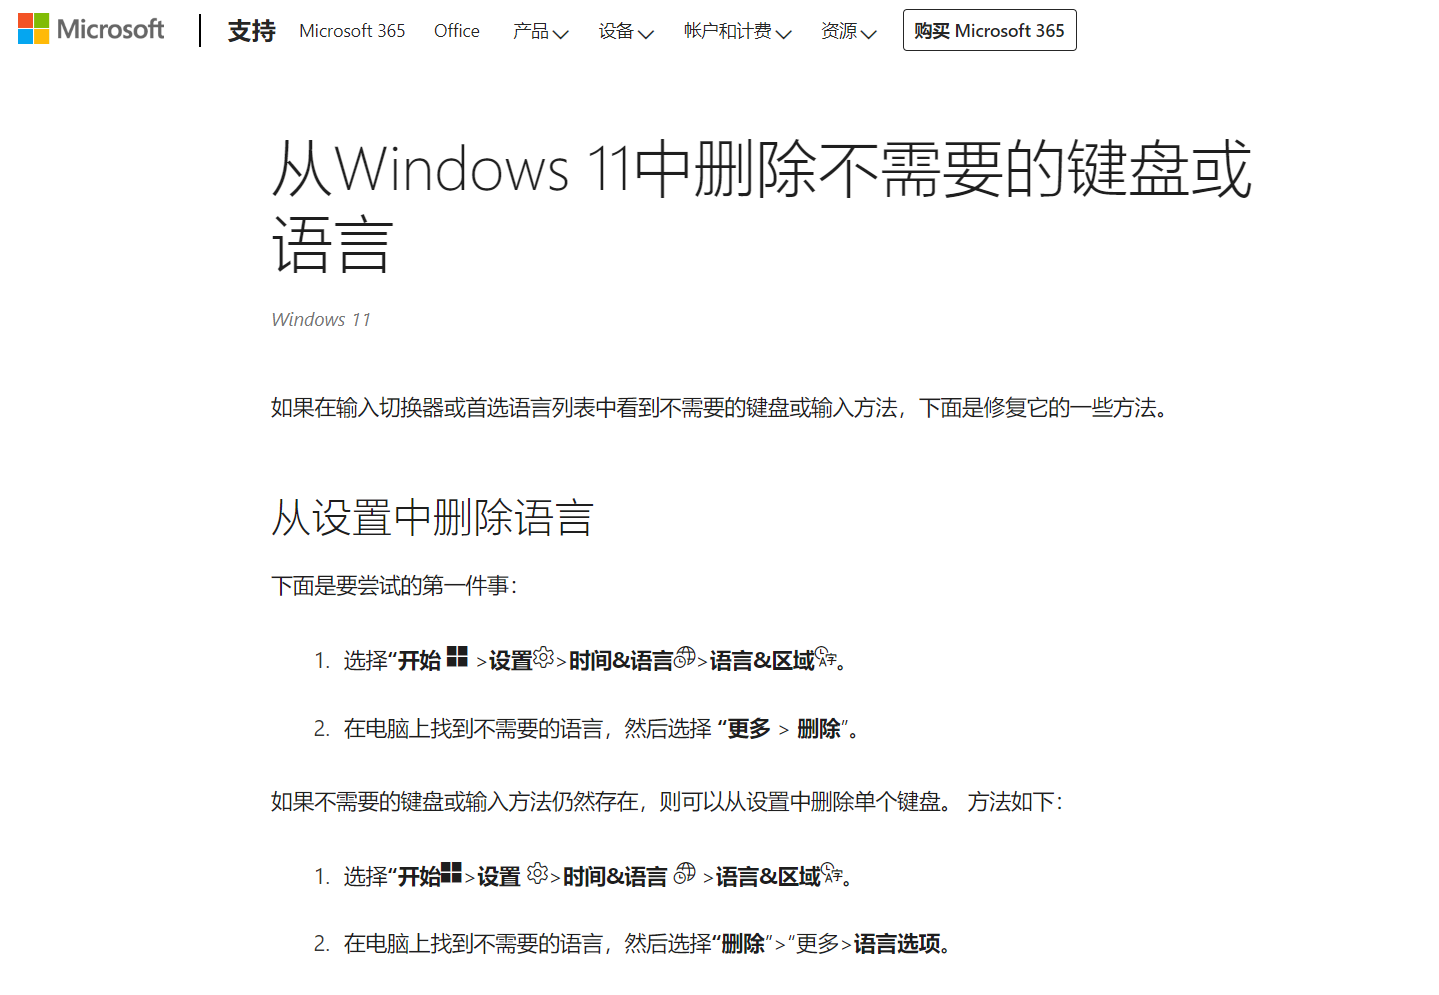 Microsoft 支持 Microsoft 365 Office 产品 设备 帐户和计费 资源 购买 Microsoft 365
从Windows 11中删除不需要的键盘或
语言
Windows 11
如果在输入切换器或首选语言列表中看到不需要的键盘或输入方法，下面是修复它的一些方法。
从设置中删除语言
下面是要尝试的第一件事：
1. 选择“开始 >设置>时间&语言>语言&区域。
2. 在电脑上找到不需要的语言，然后选择 “更多 > 删除”。
如果不需要的键盘或输入方法仍然存在，则可以从设置中删除单个键盘。 方法如下：
1. 选择“开始>设置 >时间&语言 >语言&区域。
2. 在电脑上找到不需要的语言，然后选择“删除”>“更多>语言选项。